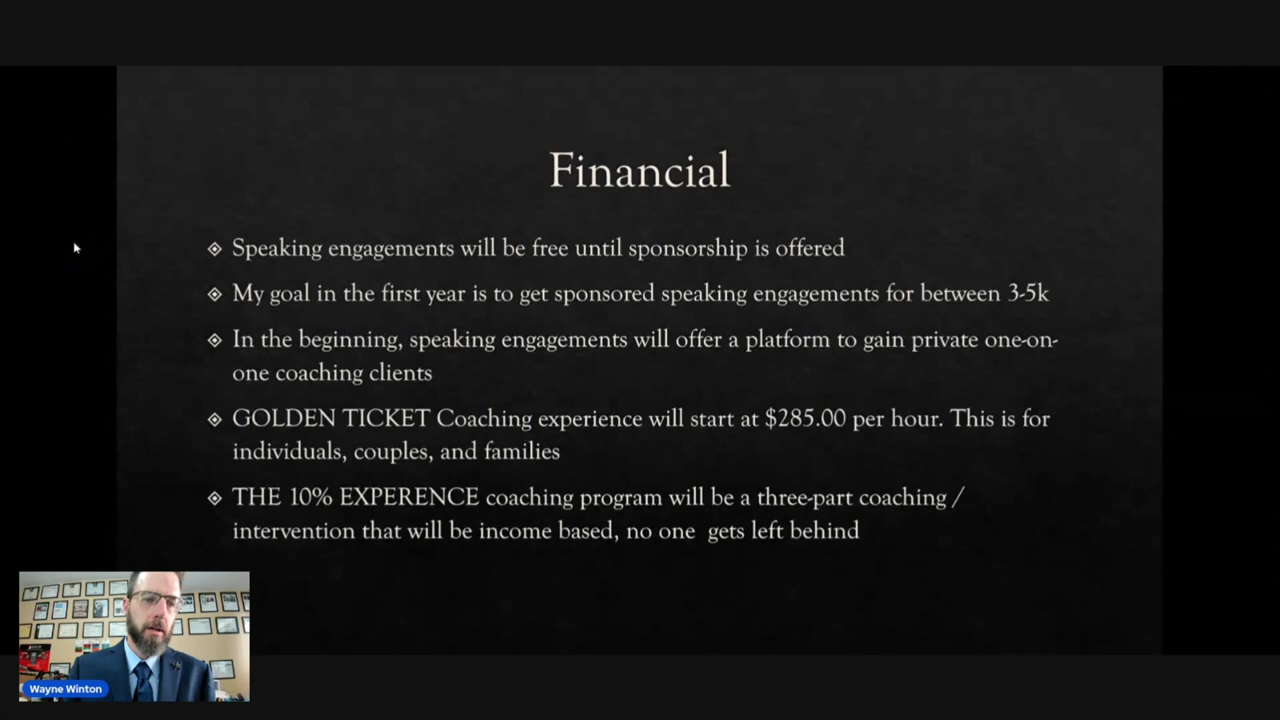 Financial
Speaking engagements will be free until sponsorship is offered
My goal in the first year is to get sponsored speaking engagements for between 3-5k
In the beginning, speaking engagements will offer a platform to gain private one-on-
one coaching clients
GOLDEN TICKET Coaching experience will start at $285.00 per hour. This is for
individuals, couples, and families
THE 10% EXPERENCE coaching program will be a three-part coaching /
intervention that will be income based, no one  gets left behind
Wayne Winton